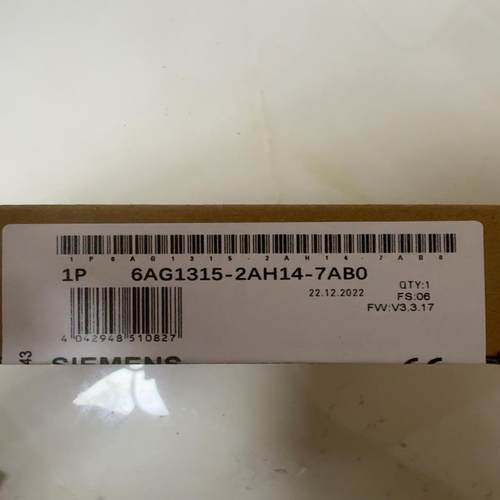 1P6AG1315-2AH14-7AB0
1P 6AG1315-2AH14-7AB0
QTY:1
22.12.2022 FS:06
FW:V3.3.17
4 042948 510827
43
SIEMENS CE